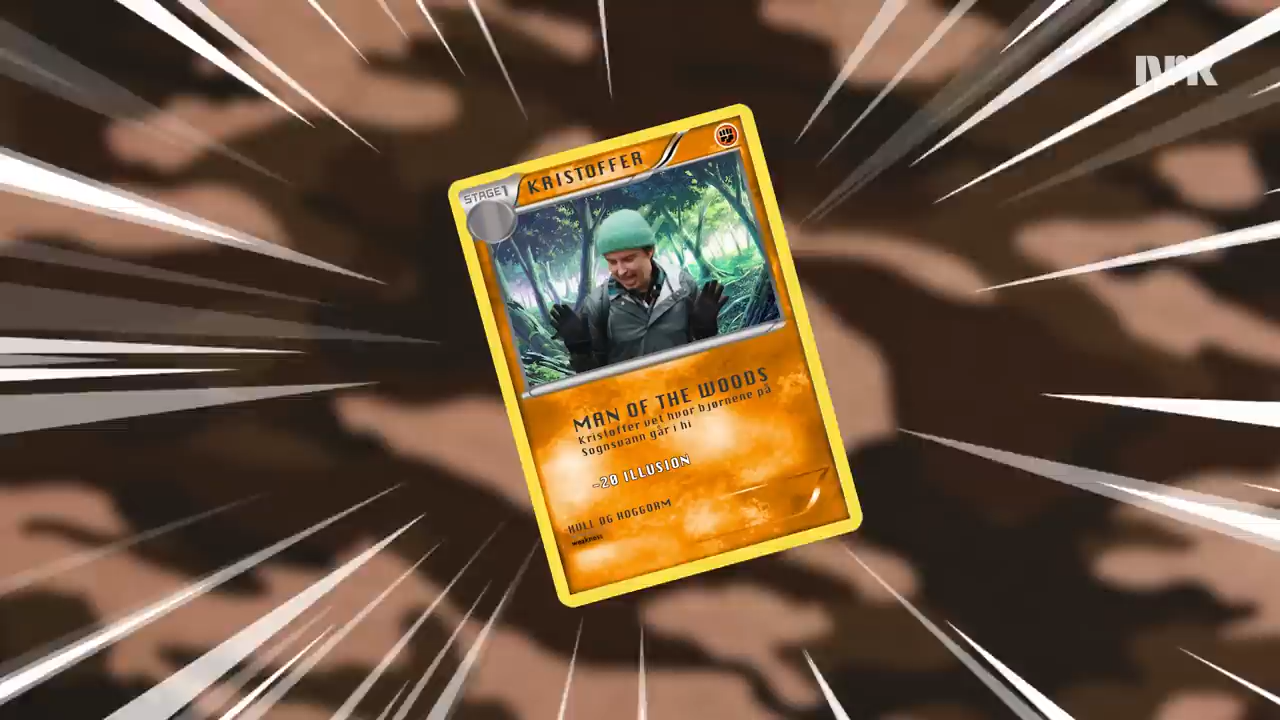 NRK
STAGE1
KRISTOFFER
MAN OF THE WOODS
Kristoffer vet hvor bjørnene på
Sognsvann går i hi
-20 ILLUSION
HULL OG HOGGORM
weakness